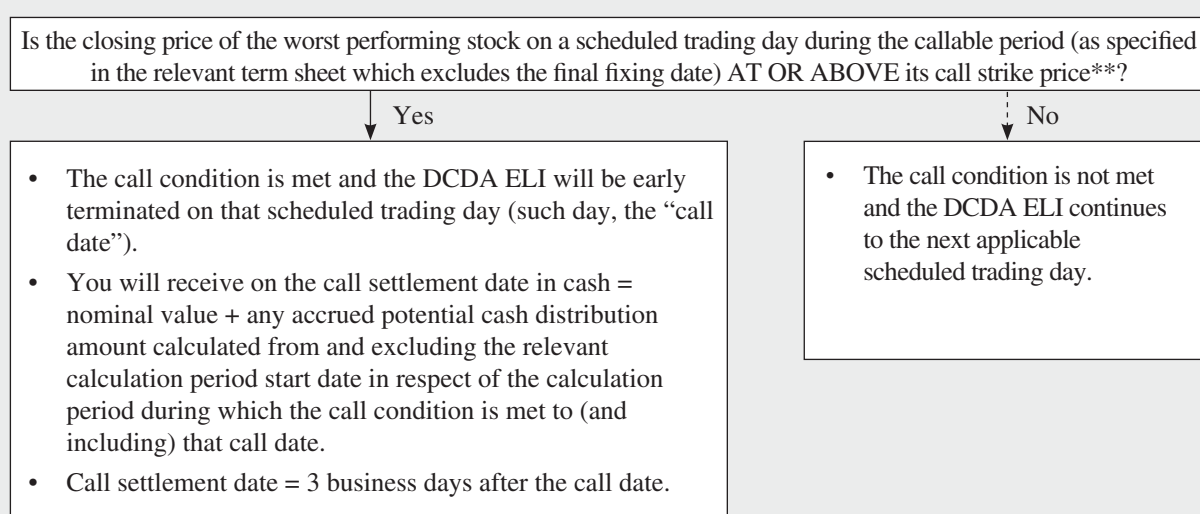 Is the closing price of the worst performing stock on a scheduled trading day during the callable period (as specified
in the relevant term sheet which excludes the final fixing date) AT OR ABOVE its call strike price**?
Yes
No
• The call condition is met and the DCDA ELI will be early
terminated on that scheduled trading day (such day, the “call
date”).
• You will receive on the call settlement date in cash =
nominal value + any accrued potential cash distribution
amount calculated from and excluding the relevant
calculation period start date in respect of the calculation
period during which the call condition is met to (and
including) that call date.
• Call settlement date = 3 business days after the call date.
• The call condition is not met
and the DCDA ELI continues
to the next applicable
scheduled trading day.